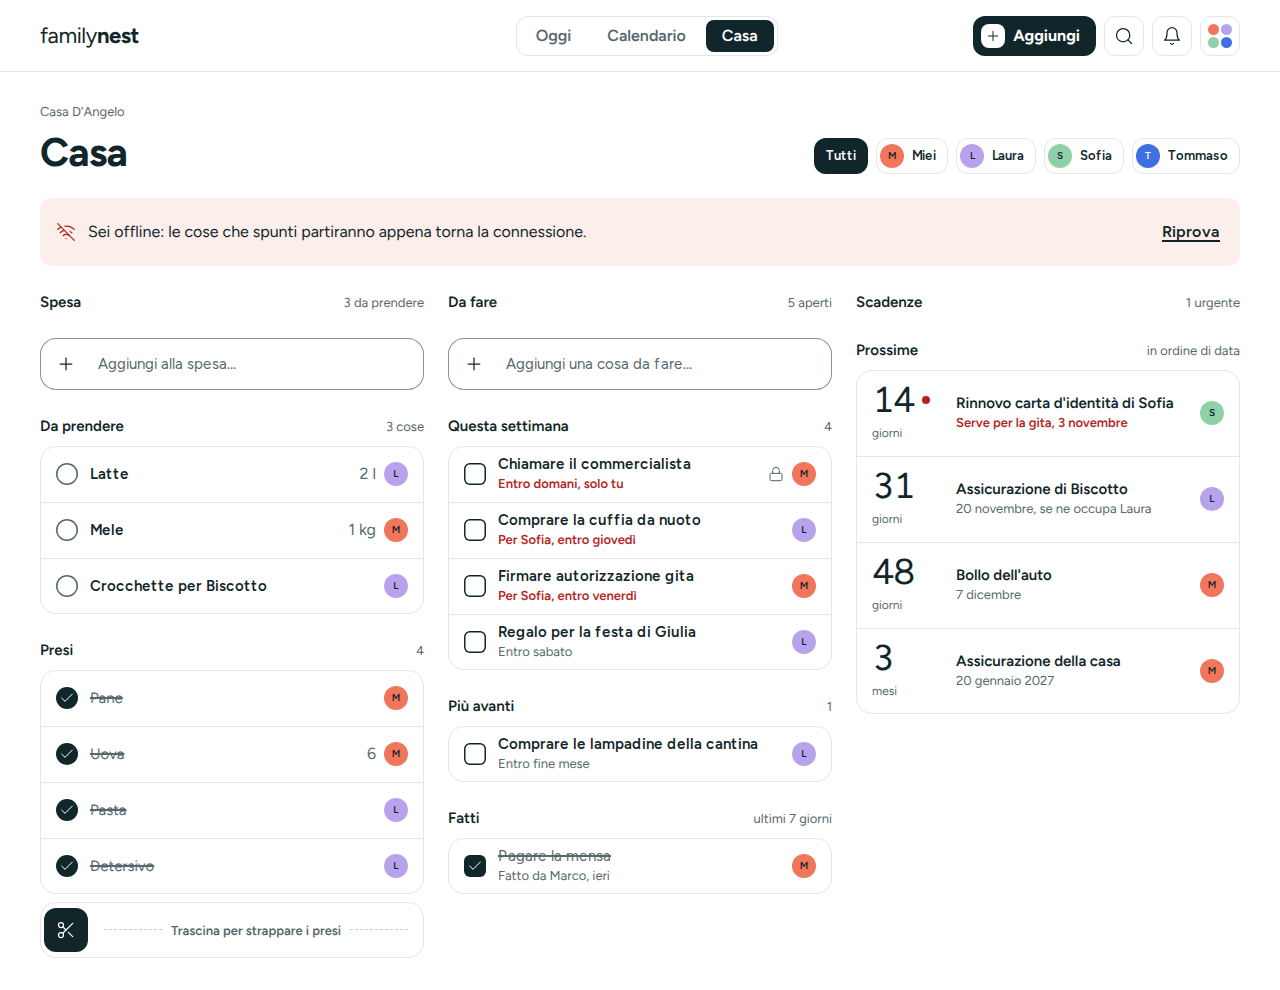 familynest
Oggi
Calendario
Casa
Aggiungi
Casa D'Angelo
Casa
Tutti
M Miei
L Laura
S Sofia
T Tommaso
Sei offline: le cose che spunti partiranno appena torna la connessione.
Riprova
Spesa
3 da prendere
Aggiungi alla spesa...
Da prendere
3 cose
Latte
2 l
L
Mele
1 kg
M
Crocchette per Biscotto
L
Presi
4
Pane
M
Uova
6
M
Pasta
L
Detersivo
L
Trascina per strappare i presi
Da fare
5 aperti
Aggiungi una cosa da fare...
Questa settimana
4
Chiamare il commercialista
Entro domani, solo tu
M
Comprare la cuffia da nuoto
Per Sofia, entro giovedì
L
Firmare autorizzazione gita
Per Sofia, entro venerdì
M
Regalo per la festa di Giulia
Entro sabato
L
Più avanti
1
Comprare le lampadine della cantina
Entro fine mese
L
Fatti
ultimi 7 giorni
Pagare la mensa
Fatto da Marco, ieri
M
Scadenze
1 urgente
Prossime
in ordine di data
14
giorni
Rinnovo carta d'identità di Sofia
Serve per la gita, 3 novembre
S
31
giorni
Assicurazione di Biscotto
20 novembre, se ne occupa Laura
L
48
giorni
Bollo dell'auto
7 dicembre
M
3
mesi
Assicurazione della casa
20 gennaio 2027
M